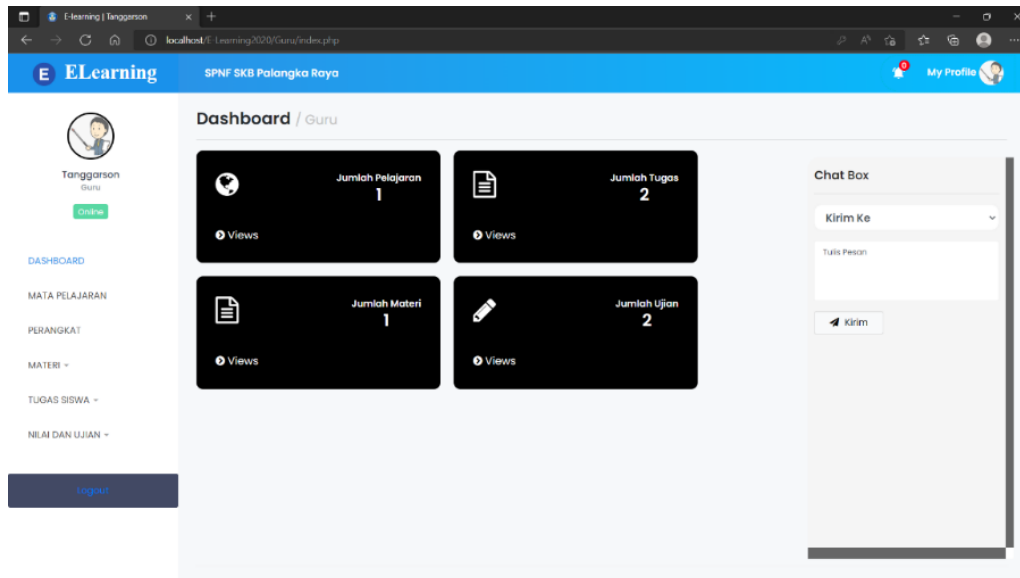 E-learning | Tanggarson
localhost/E-Learning2020/Guru/index.php
E ELearning
SPNF SKB Palangka Raya
0
My Profile
Tanggarson
Guru
Online
DASHBOARD
MATA PELAJARAN
PERANGKAT
MATERI
TUGAS SISWA
NILAI DAN UJIAN
Logout
Dashboard / Guru
Jumlah Pelajaran
1
Views
Jumlah Tugas
2
Views
Jumlah Materi
1
Views
Jumlah Ujian
2
Views
Chat Box
Kirim Ke
Tulis Pesan
Kirim